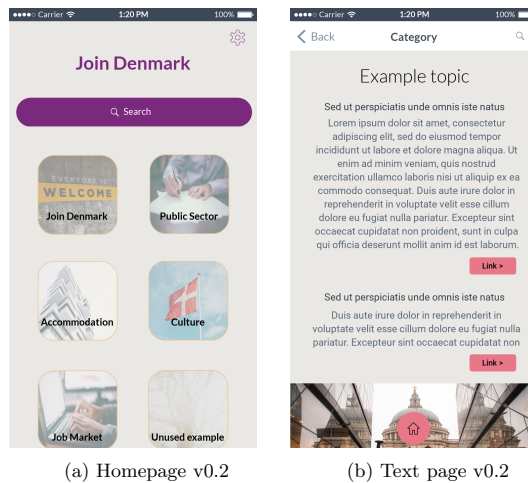 Carrier 1:20 PM 100%
Join Denmark
Search
EVERYONE IS
WELCOME
Join Denmark
Public Sector
Accommodation
Culture
Job Market
Unused example
(a) Homepage v0.2
Carrier 1:20 PM 100%
Back Category
Example topic
Sed ut perspiciatis unde omnis iste natus
Lorem ipsum dolor sit amet, consectetur
adipiscing elit, sed do eiusmod tempor
incididunt ut labore et dolore magna aliqua. Ut
enim ad minim veniam, quis nostrud
exercitation ullamco laboris nisi ut aliquip ex ea
commodo consequat. Duis aute irure dolor in
reprehenderit in voluptate velit esse cillum
dolore eu fugiat nulla pariatur. Excepteur sint
occaecat cupidatat non proident, sunt in culpa
qui officia deserunt mollit anim id est laborum.
Link >
Sed ut perspiciatis unde omnis iste natus
Duis aute irure dolor in reprehenderit in
voluptate velit esse cillum dolore eu fugiat nulla
pariatur. Excepteur sint occaecat cupidatat non
Link >
(b) Text page v0.2